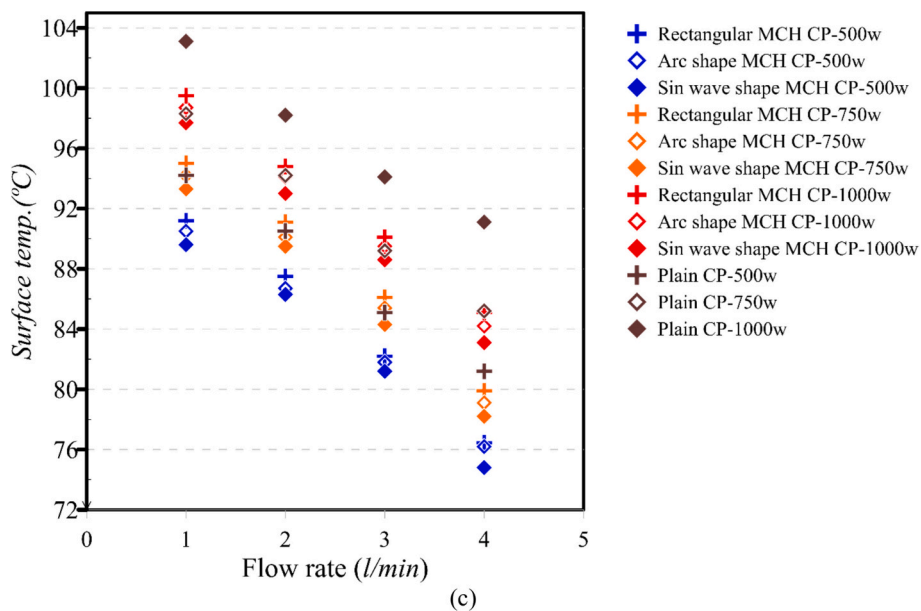 104
100
96
92
88
84
80
76
72
Surface temp.(ºC)
0
1
2
3
4
5
Flow rate (l/min)
Rectangular MCH CP-500w
Arc shape MCH CP-500w
Sin wave shape MCH CP-500w
Rectangular MCH CP-750w
Arc shape MCH CP-750w
Sin wave shape MCH CP-750w
Rectangular MCH CP-1000w
Arc shape MCH CP-1000w
Sin wave shape MCH CP-1000w
Plain CP-500w
Plain CP-750w
Plain CP-1000w
(c)